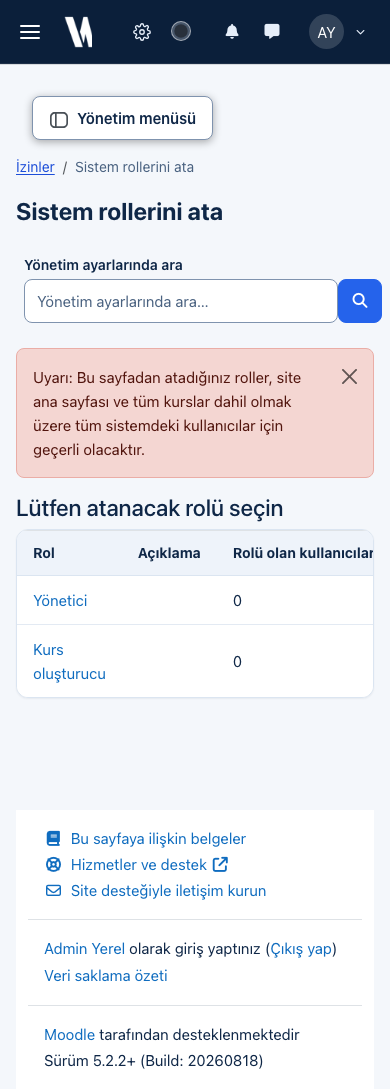 AY
Yönetim menüsü
İzinler / Sistem rollerini ata
Sistem rollerini ata
Yönetim ayarlarında ara
Yönetim ayarlarında ara...
Uyarı: Bu sayfadan atadığınız roller, site
ana sayfası ve tüm kurslar dahil olmak
üzere tüm sistemdeki kullanıcılar için
geçerli olacaktır.
Lütfen atanacak rolü seçin
Rol Açıklama Rolü olan kullanıcılar
Yönetici 0
Kurs
oluşturucu 0
Bu sayfaya ilişkin belgeler
Hizmetler ve destek
Site desteğiyle iletişim kurun
Admin Yerel olarak giriş yaptınız (Çıkış yap)
Veri saklama özeti
Moodle tarafından desteklenmektedir
Sürüm 5.2.2+ (Build: 20260818)